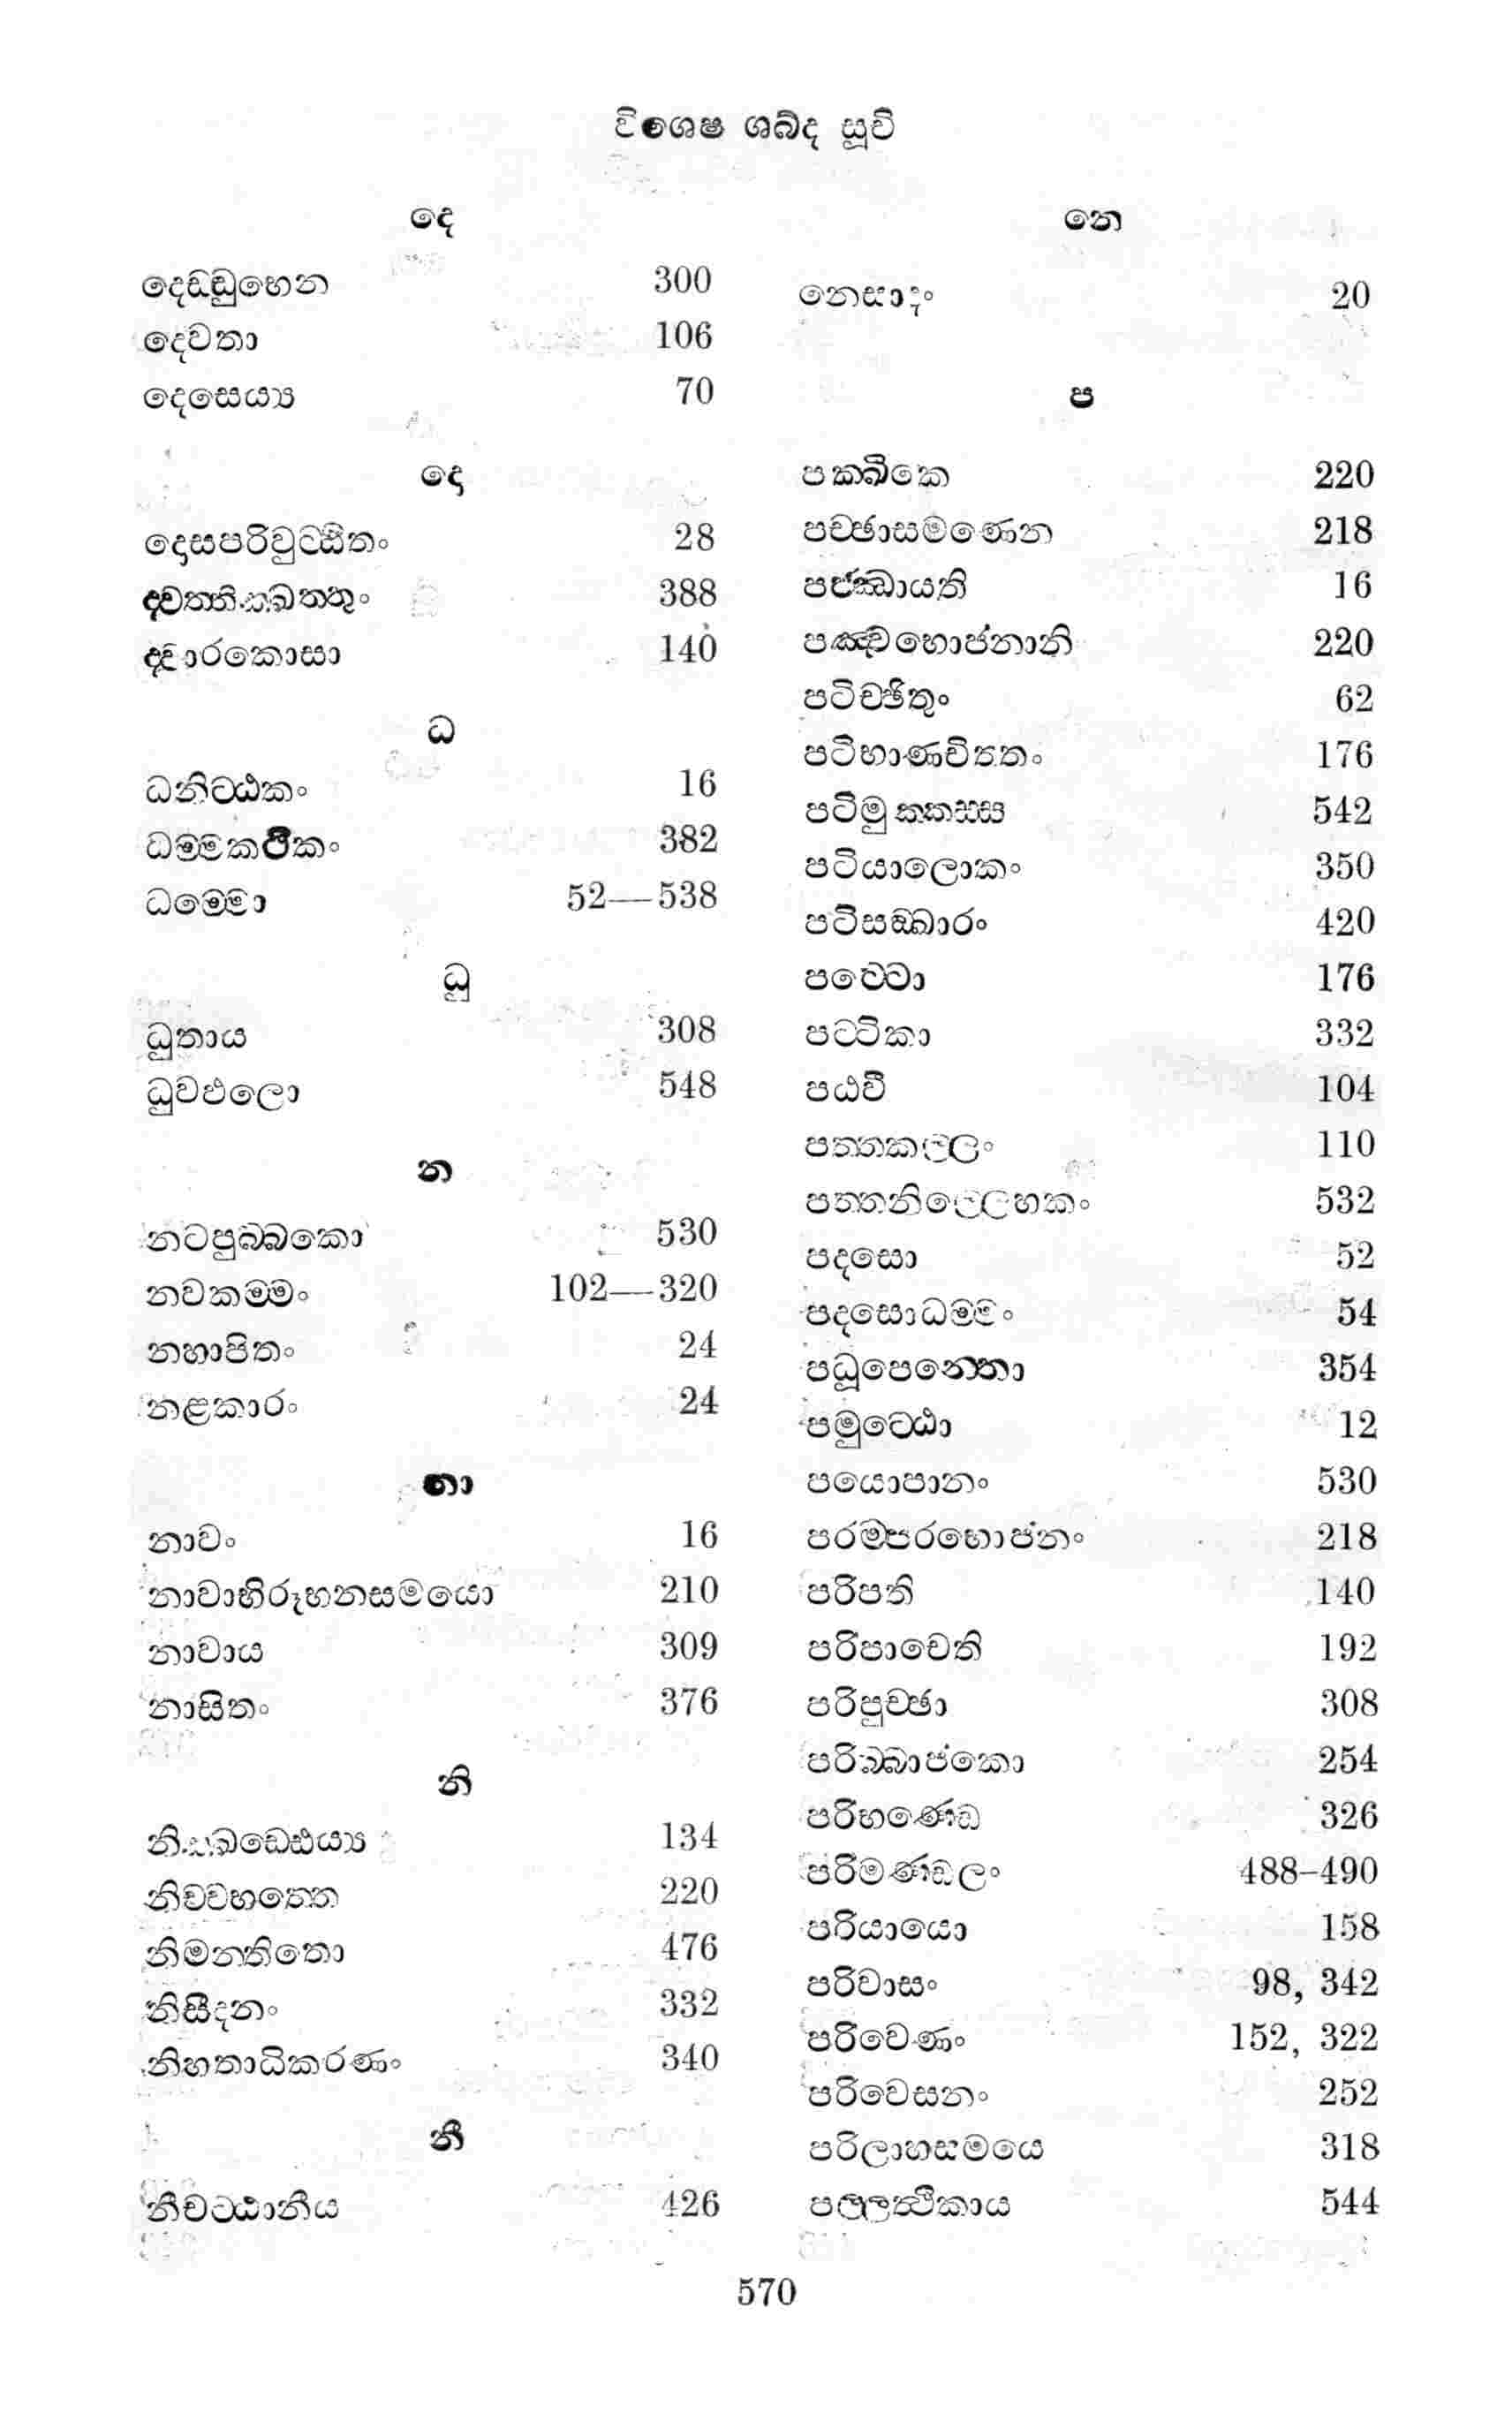 විශෙෂ ශබ්ද සූචි
දෙ
දෙඩ්ඩුභෙන 300
දෙවතා 106
දෙසෙය්‍ය 70
දො
දොසපරිවුට්ඨිතං 28
ද්වත්තික්ඛත්තුං 388
ද්වාරකොසා 140
ධ
ධනිට්ඨකං 16
ධම්මකථිකං 382
ධම්මො 52—538
ධු
ධුතාය 308
ධුවඵලො 548
න
නටපුබ්බකො 530
නවකම්මං 102—320
නහාපිතං 24
නළකාරං 24
නා
නාවං 16
නාවාභිරූහනසමයො 210
නාවාය 309
නාසිතං 376
නි
134
නිච්චභත්තෙ 220
නිමන්තිතො 476
නිසීදනං 332
නිහතාධිකරණං 340
නී
නීචට්ඨානීය 426
නෙ
නෙසාදං 20
ප
පක්ඛිකෙ 220
පච්ඡාසමණෙන 218
පජ්ඣායති 16
පඤ්චභොජනානි 220
පටිච්ඡිතුං 62
පටිභාණචිත්තං 176
පටිමුක්කස්ස 542
පටියාලොකං 350
පටිසඞ්ඛාරං 420
පට්ටො 176
පට්ටිකා 332
පඨවී 104
පත්තකල්ලං 110
පත්තනිල්ලෙහකං 532
පදසො 52
පදසොධම්මං 54
පධූපෙන්තො 354
පමුට්ඨො 12
පයොපානං 530
පරම්පරභොජනං 218
පරිපති 140
පරිපාචෙති 192
පරිපුච්ඡා 308
පරිබ්බාජකො 254
පරිභණ්ඩෙ 326
පරිමණ්ඩලං 488–490
පරියායො 158
පරිවාසං 98, 342
පරිවෙණං 152, 322
පරිවෙසනං 252
පරිලාහසමයෙ 318
පල්ලත්ථිකාය 544
570